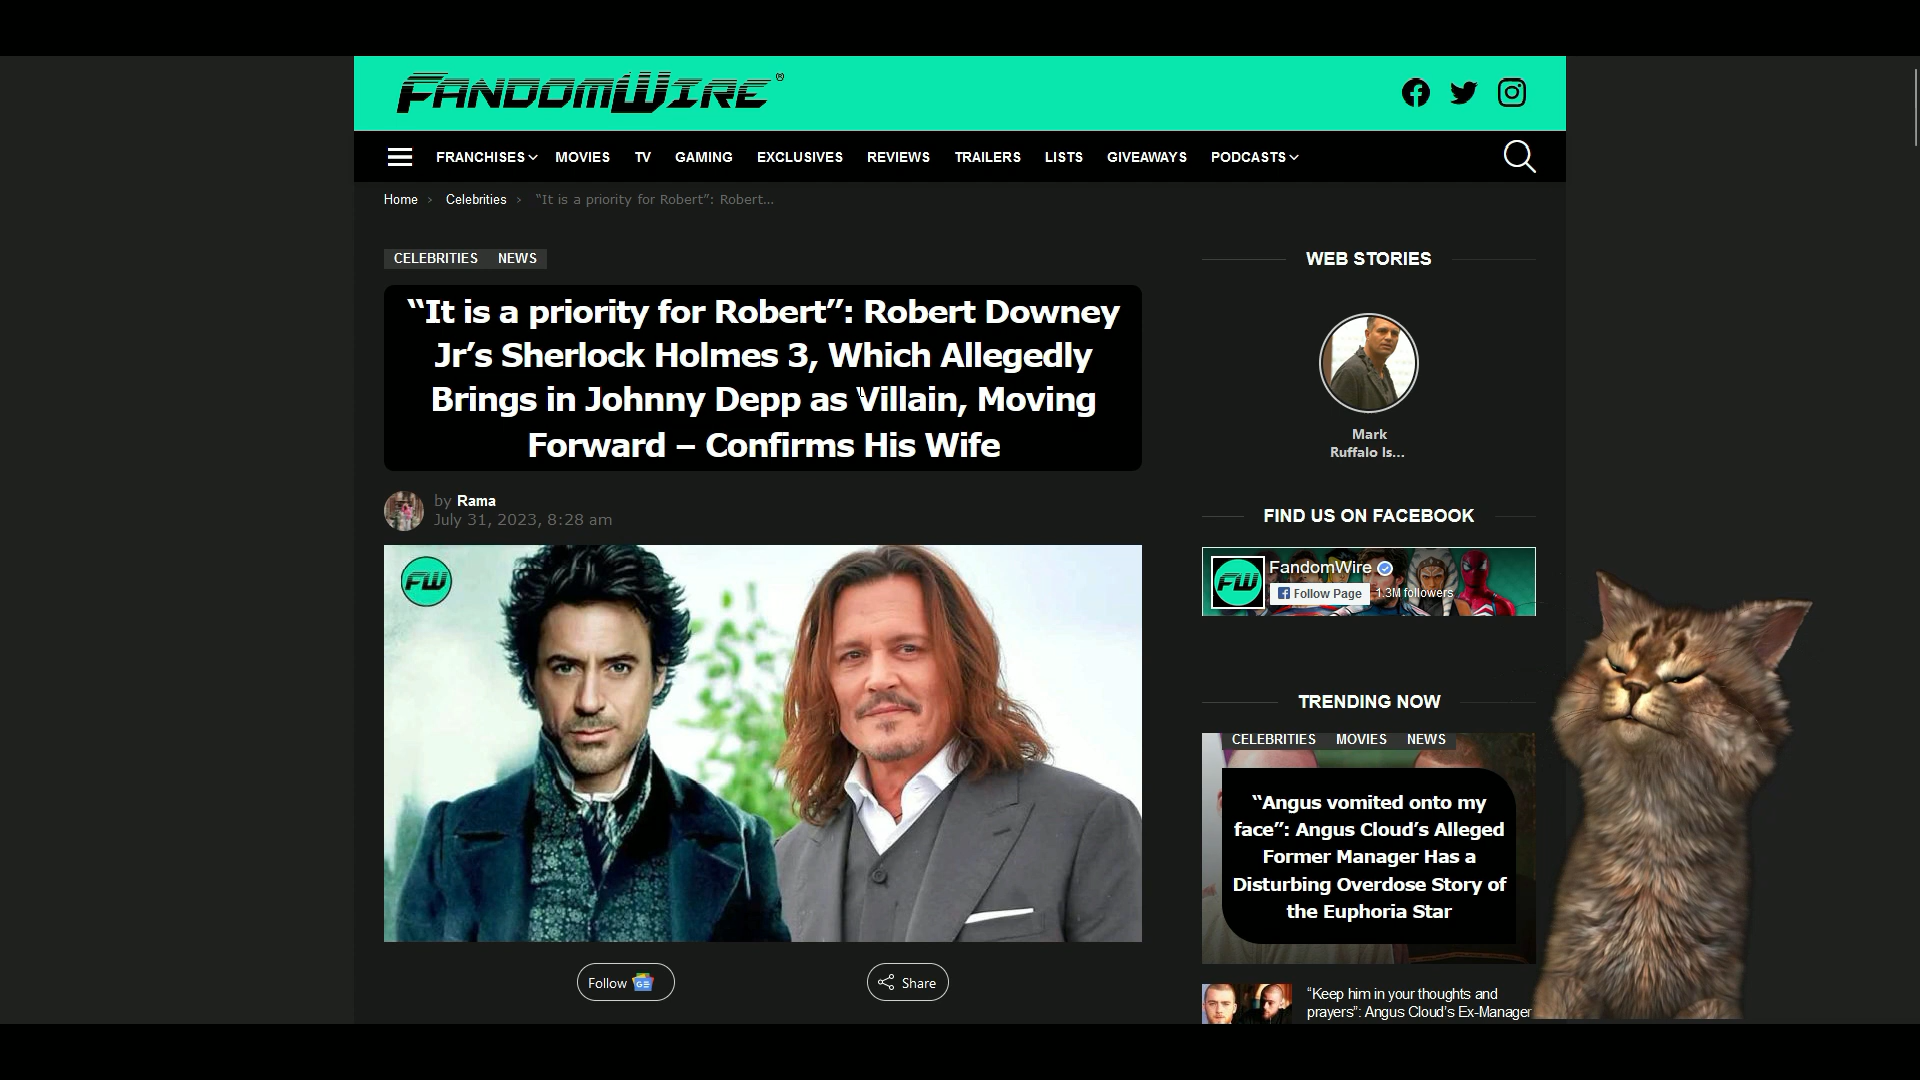 FANDOMWIRE®
FRANCHISES MOVIES TV GAMING EXCLUSIVES REVIEWS TRAILERS LISTS GIVEAWAYS PODCASTS
Home › Celebrities › “It is a priority for Robert”: Robert...
CELEBRITIES NEWS
“It is a priority for Robert”: Robert Downey
Jr’s Sherlock Holmes 3, Which Allegedly
Brings in Johnny Depp as Villain, Moving
Forward – Confirms His Wife
by Rama
July 31, 2023, 8:28 am
FW
Follow GE
Share
WEB STORIES
Mark
Ruffalo Is...
FIND US ON FACEBOOK
FW
FandomWire
Follow Page 1.3M followers
TRENDING NOW
CELEBRITIES MOVIES NEWS
“Angus vomited onto my
face”: Angus Cloud’s Alleged
Former Manager Has a
Disturbing Overdose Story of
the Euphoria Star
“Keep him in your thoughts and
prayers”: Angus Cloud’s Ex-Manager